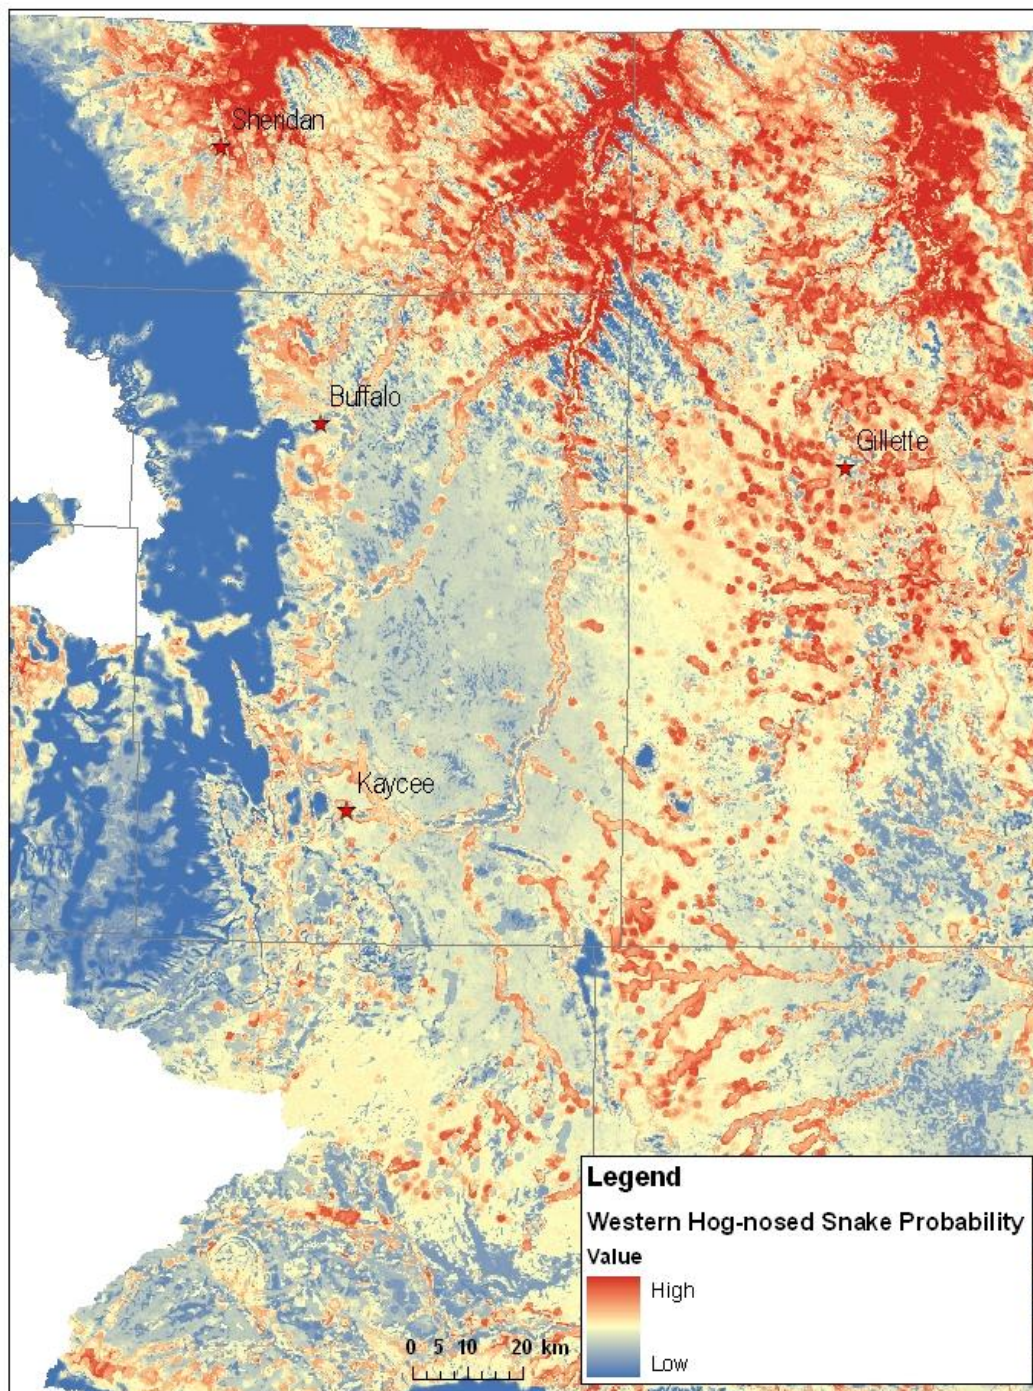 Sheridan
Buffalo
Gillette
Kaycee
Legend
Western Hog-nosed Snake Probability
Value
High
Low
0 5 10 20 km